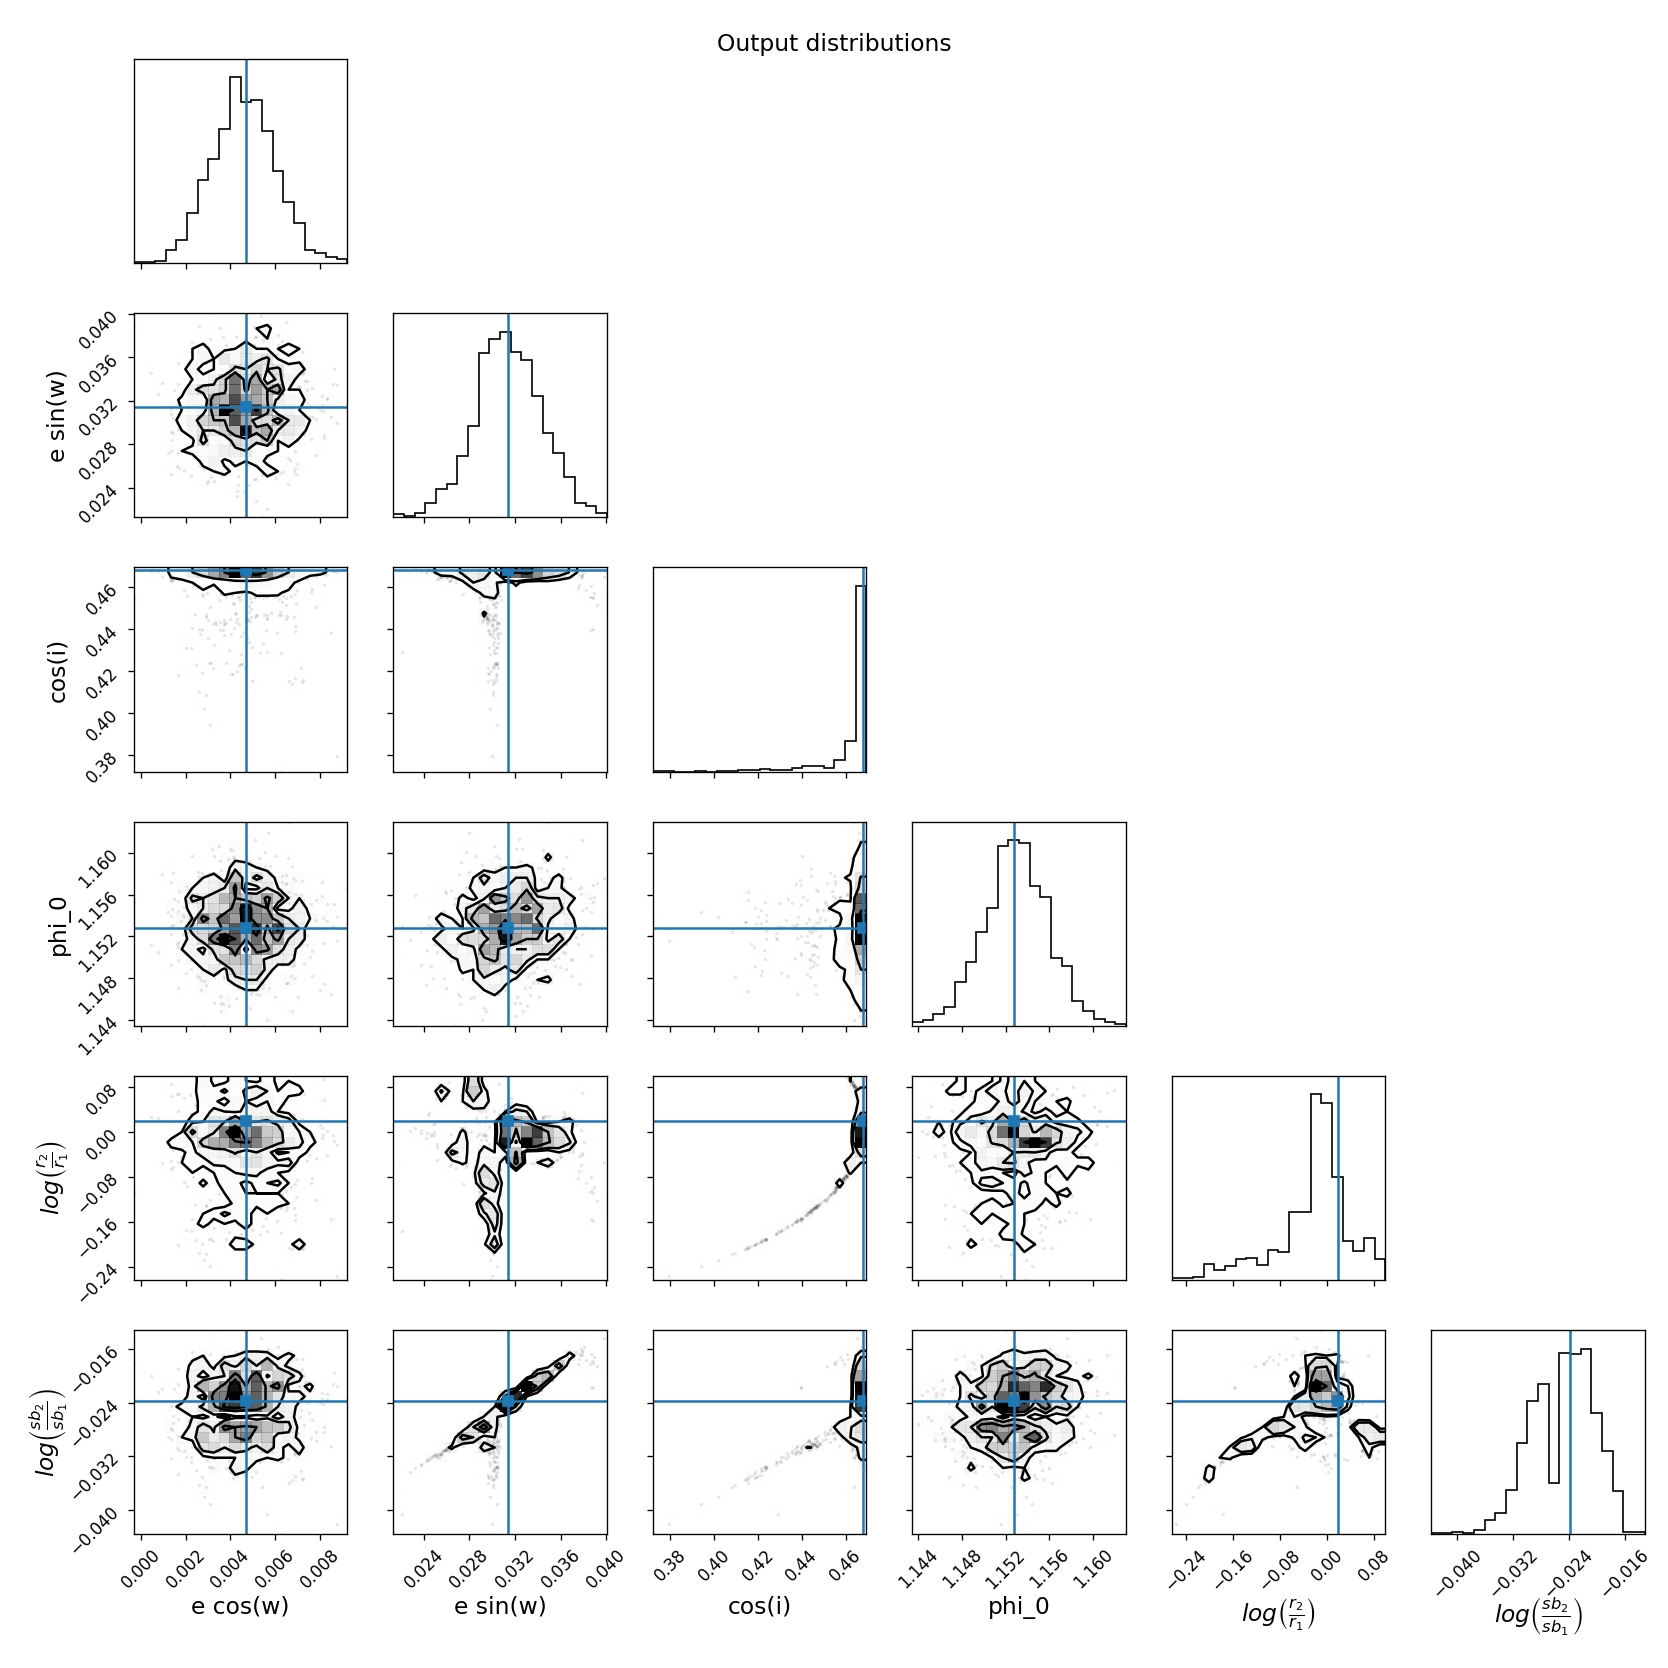 Output distributions
e sin(w)
0.040
0.036
0.032
0.028
0.024
cos(i)
0.46
0.44
0.42
0.40
0.38
phi_0
1.160
1.156
1.152
1.148
1.144
log(r₂/r₁)
0.08
0.00
−0.08
−0.16
−0.24
log(sb₂/sb₁)
−0.016
−0.024
−0.032
−0.040
0.000 0.002 0.004 0.006 0.008
0.024 0.028 0.032 0.036 0.040
0.38 0.40 0.42 0.44 0.46
1.144 1.148 1.152 1.156 1.160
−0.24 −0.16 −0.08 0.00 0.08
−0.040 −0.032 −0.024 −0.016
e cos(w) e sin(w) cos(i) phi_0 log(r₂/r₁) log(sb₂/sb₁)